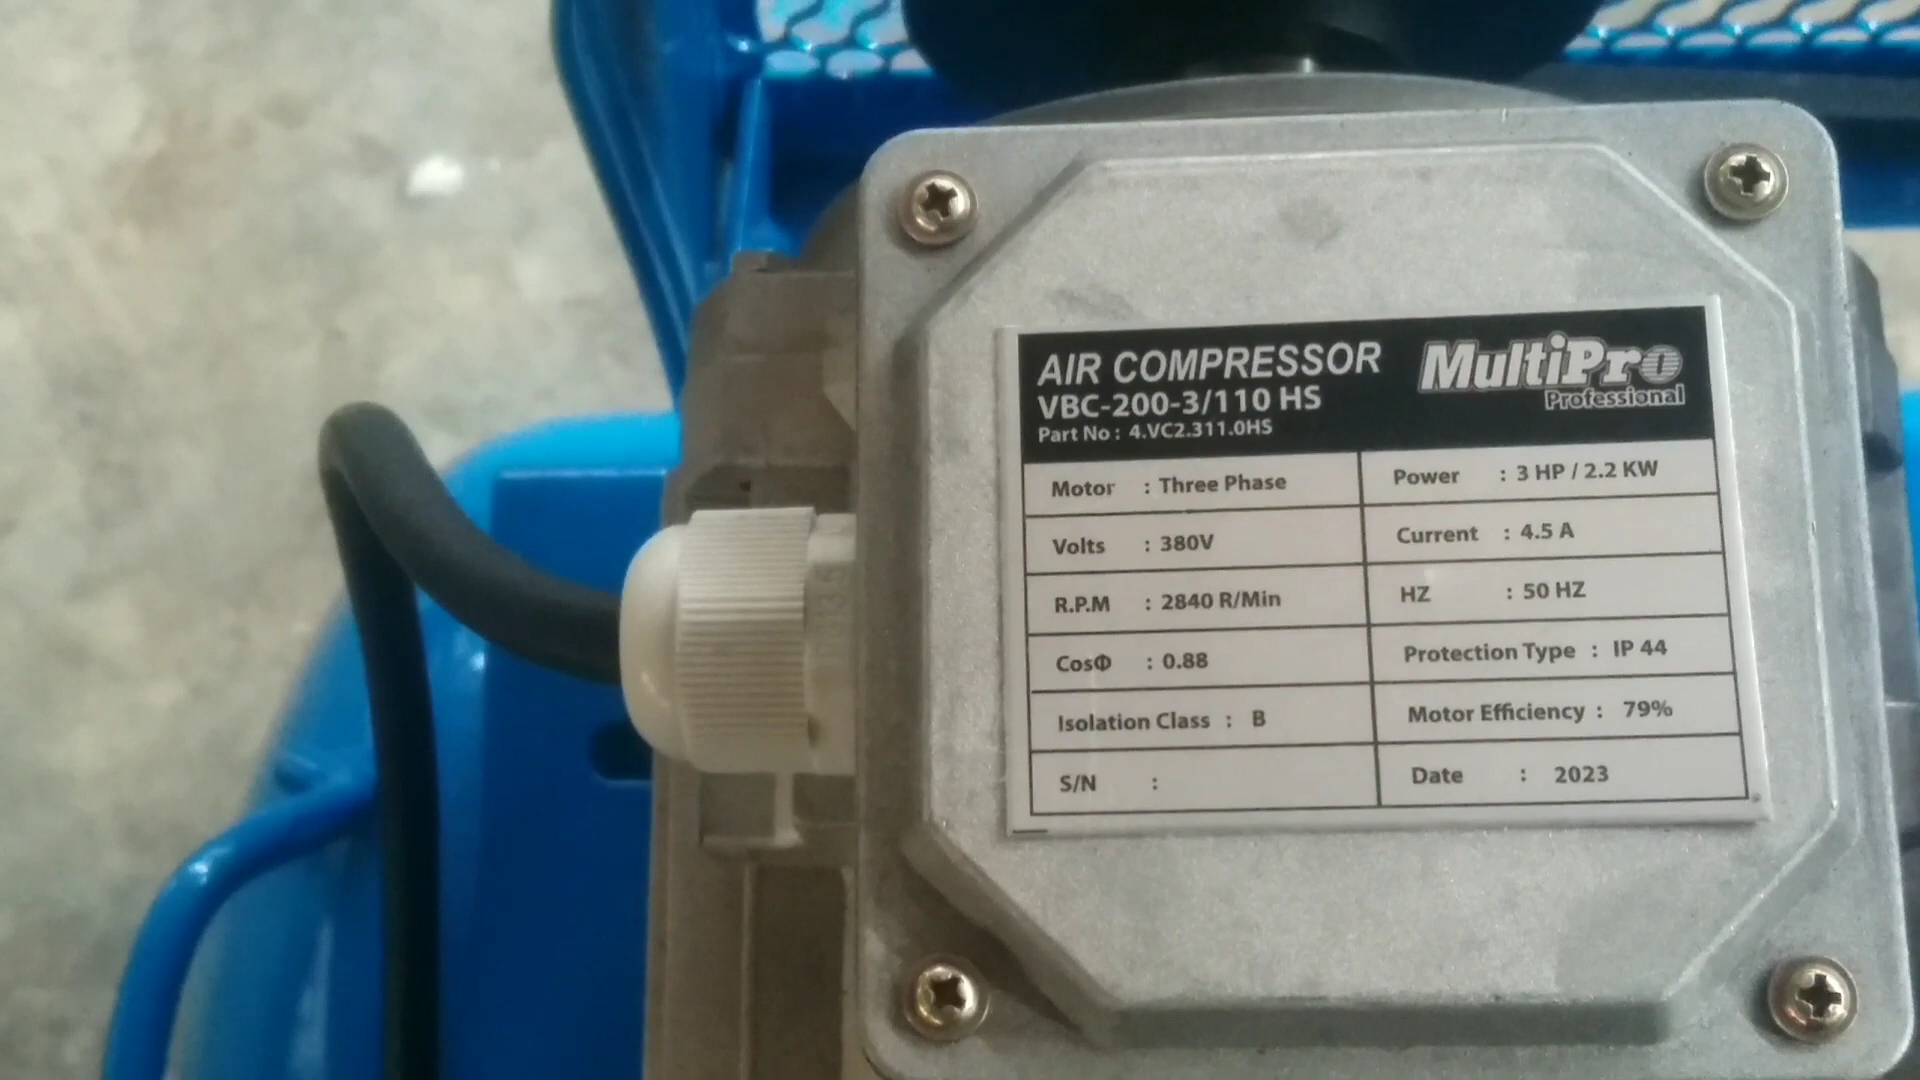 AIR COMPRESSOR
MultiPro
Professional
VBC-200-3/110 HS
Part No : 4.VC2.311.0HS
Motor : Three Phase
Power : 3 HP / 2.2 KW
Volts : 380V
Current : 4.5 A
R.P.M : 2840 R/Min
HZ : 50 HZ
CosΦ : 0.88
Protection Type : IP 44
Isolation Class : B
Motor Efficiency : 79%
S/N :
Date : 2023